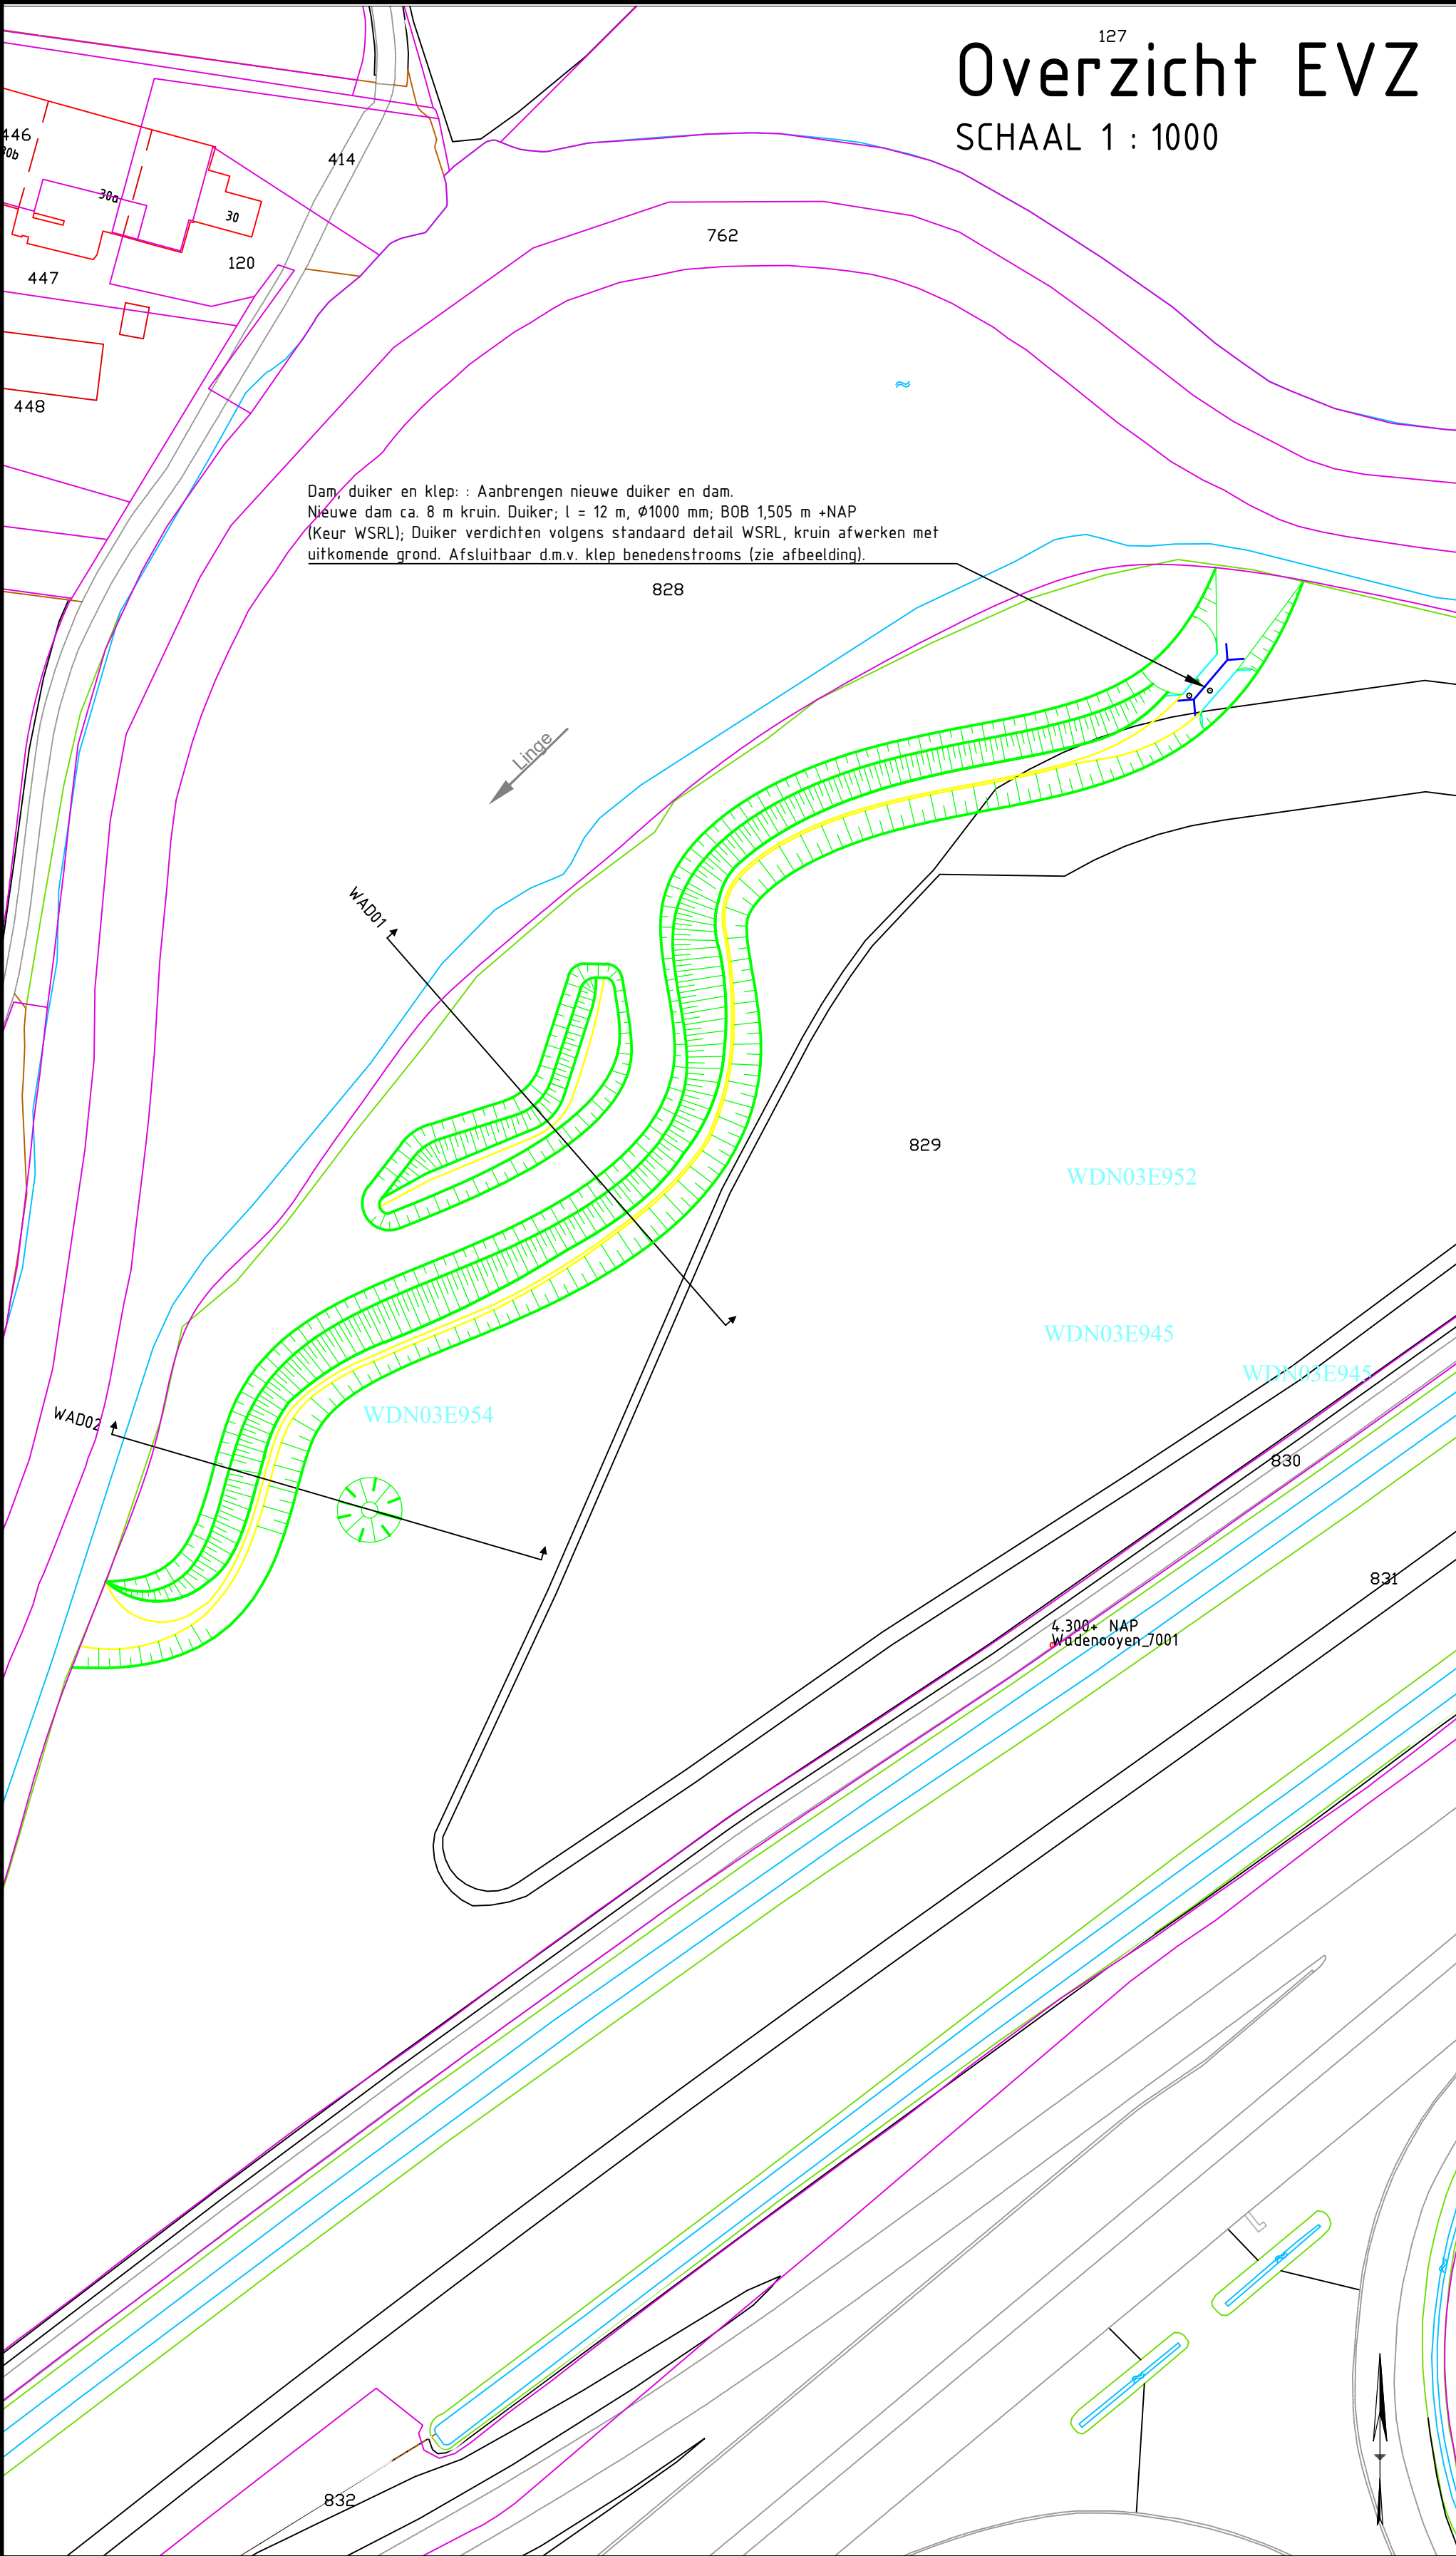 127
Overzicht EVZ
SCHAAL 1 : 1000
446
30b
30a
30
414
120
447
762
448
Dam, duiker en klep: : Aanbrengen nieuwe duiker en dam.
Nieuwe dam ca. 8 m kruin. Duiker; l = 12 m, Ø1000 mm; BOB 1,505 m +NAP
(Keur WSRL); Duiker verdichten volgens standaard detail WSRL, kruin afwerken met
uitkomende grond. Afsluitbaar d.m.v. klep benedenstrooms (zie afbeelding).
828
Linge
WAD01
829
WDN03E952
WDN03E945
WDN03E945
WAD02
WDN03E954
830
831
4.300+ NAP
Wadenooyen_7001
832